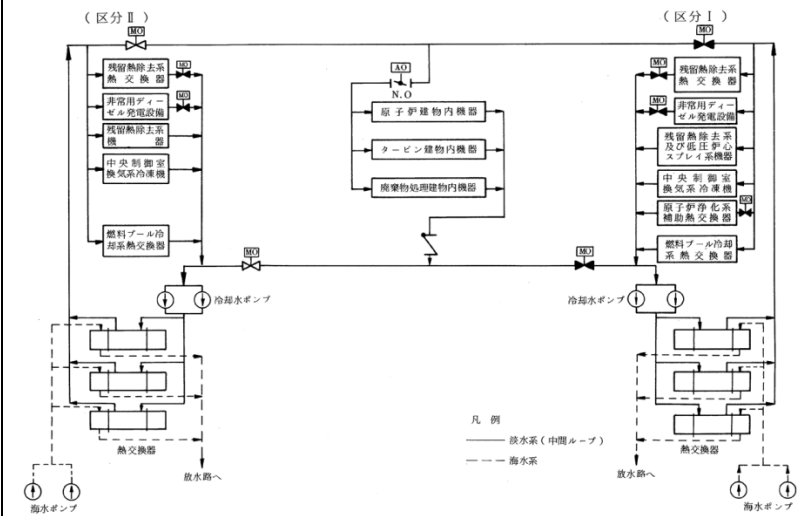 （区分Ⅱ）
（区分Ⅰ）
MO
MO
残留熱除去系
熱交換器
MO
非常用ディー
ゼル発電設備
MO
残留熱除去系
機器
中央制御室
換気系冷凍機
燃料プール冷
却系熱交換器
AO
N.O
原子炉建物内機器
タービン建物内機器
廃棄物処理建物内機器
MO
残留熱除去系
熱交換器
MO
非常用ディー
ゼル発電設備
残留熱除去系
及び低圧炉心
スプレイ系機器
中央制御室
換気系冷凍機
原子炉浄化系
補助熱交換器
MO
燃料プール冷却
系熱交換器
MO
MO
冷却水ポンプ
冷却水ポンプ
熱交換器
放水路へ
海水ポンプ
凡例
淡水系（中間ループ）
海水系
熱交換器
放水路へ
海水ポンプ